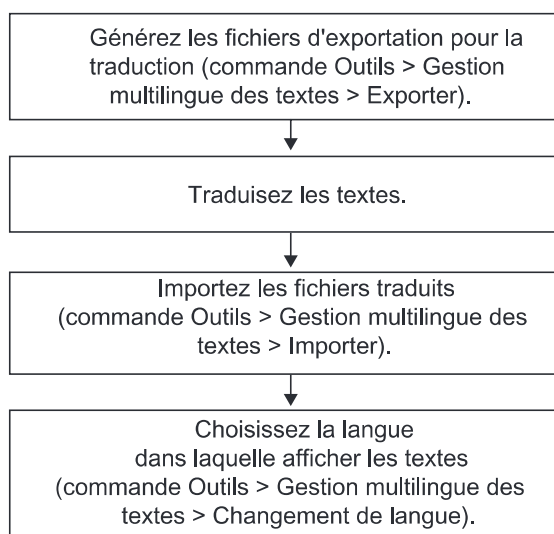 Générez les fichiers d'exportation pour la
traduction (commande Outils > Gestion
multilingue des textes > Exporter).
Traduisez les textes.
Importez les fichiers traduits
(commande Outils > Gestion multilingue des
textes > Importer).
Choisissez la langue
dans laquelle afficher les textes
(commande Outils > Gestion multilingue des
textes > Changement de langue).